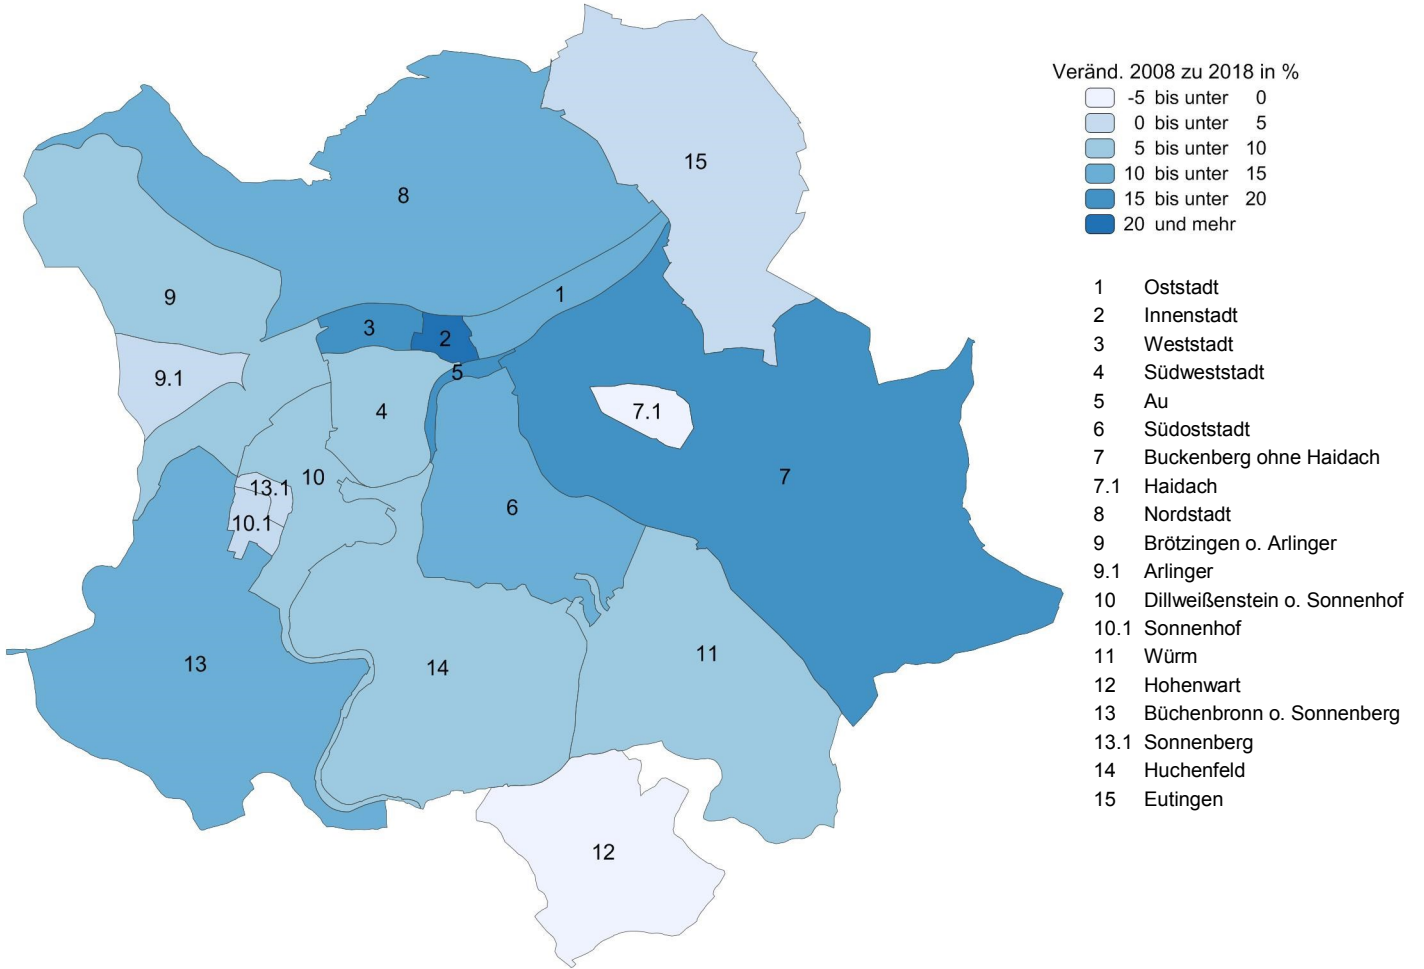 Veränd. 2008 zu 2018 in %
-5 bis unter 0
0 bis unter 5
5 bis unter 10
10 bis unter 15
15 bis unter 20
20 und mehr
1 Oststadt
2 Innenstadt
3 Weststadt
4 Südweststadt
5 Au
6 Südoststadt
7 Buckenberg ohne Haidach
7.1 Haidach
8 Nordstadt
9 Brötzingen o. Arlinger
9.1 Arlinger
10 Dillweißenstein o. Sonnenhof
10.1 Sonnenhof
11 Würm
12 Hohenwart
13 Büchenbronn o. Sonnenberg
13.1 Sonnenberg
14 Huchenfeld
15 Eutingen
15
8
9
1
3
2
5
9.1
4
7.1
10
7
13.1
10.1
6
13
14
11
12